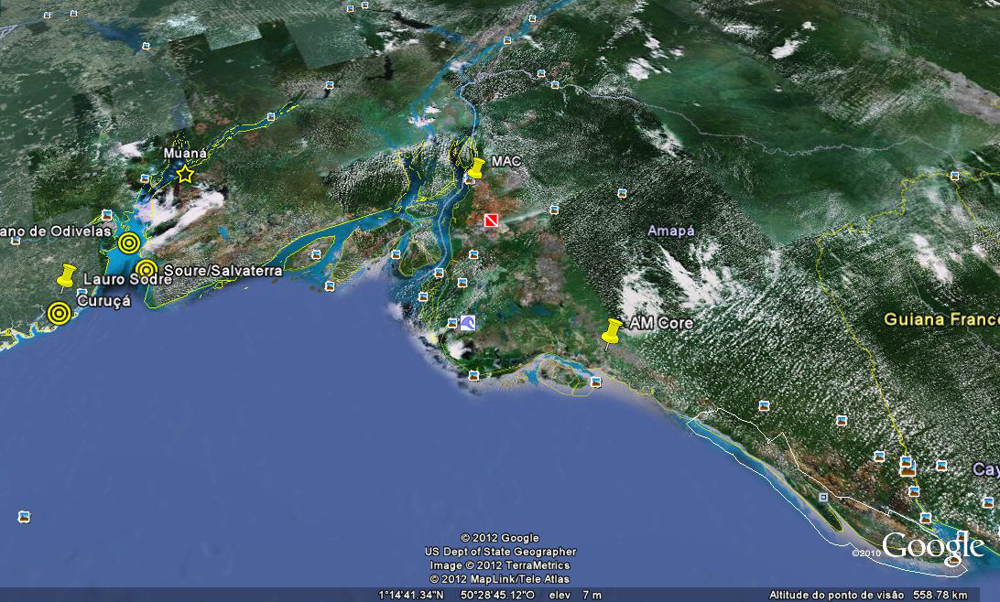 Muaná
MAC
ano de Odivelas
Amapá
Soure/Salvaterra
Lauro Sodré
Curuçá
AM Core
Guiana Franc
Cay
© 2012 Google
US Dept of State Geographer
Image © 2012 TerraMetrics
© 2012 MapLink/Tele Atlas
©2010 Google
1°14'41.34"N 50°28'45.12"O elev 7 m Altitude do ponto de visão 558.78 km